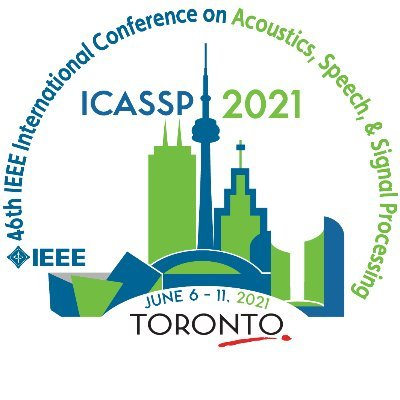 46th IEEE International Conference on Acoustics, Speech, & Signal Processing
ICASSP 2021
IEEE
JUNE 6 - 11, 2021
TORONTO